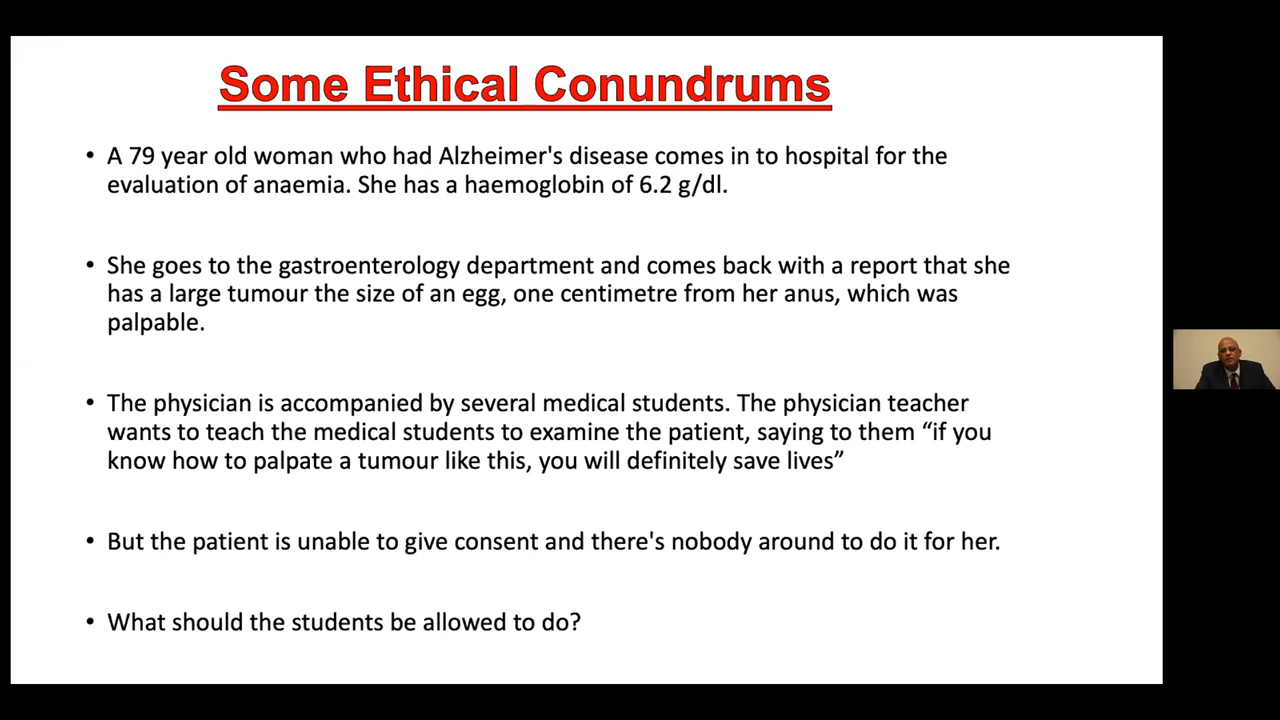 Some Ethical Conundrums
• A 79 year old woman who had Alzheimer's disease comes in to hospital for the
evaluation of anaemia. She has a haemoglobin of 6.2 g/dl.
• She goes to the gastroenterology department and comes back with a report that she
has a large tumour the size of an egg, one centimetre from her anus, which was
palpable.
• The physician is accompanied by several medical students. The physician teacher
wants to teach the medical students to examine the patient, saying to them “if you
know how to palpate a tumour like this, you will definitely save lives”
• But the patient is unable to give consent and there's nobody around to do it for her.
• What should the students be allowed to do?